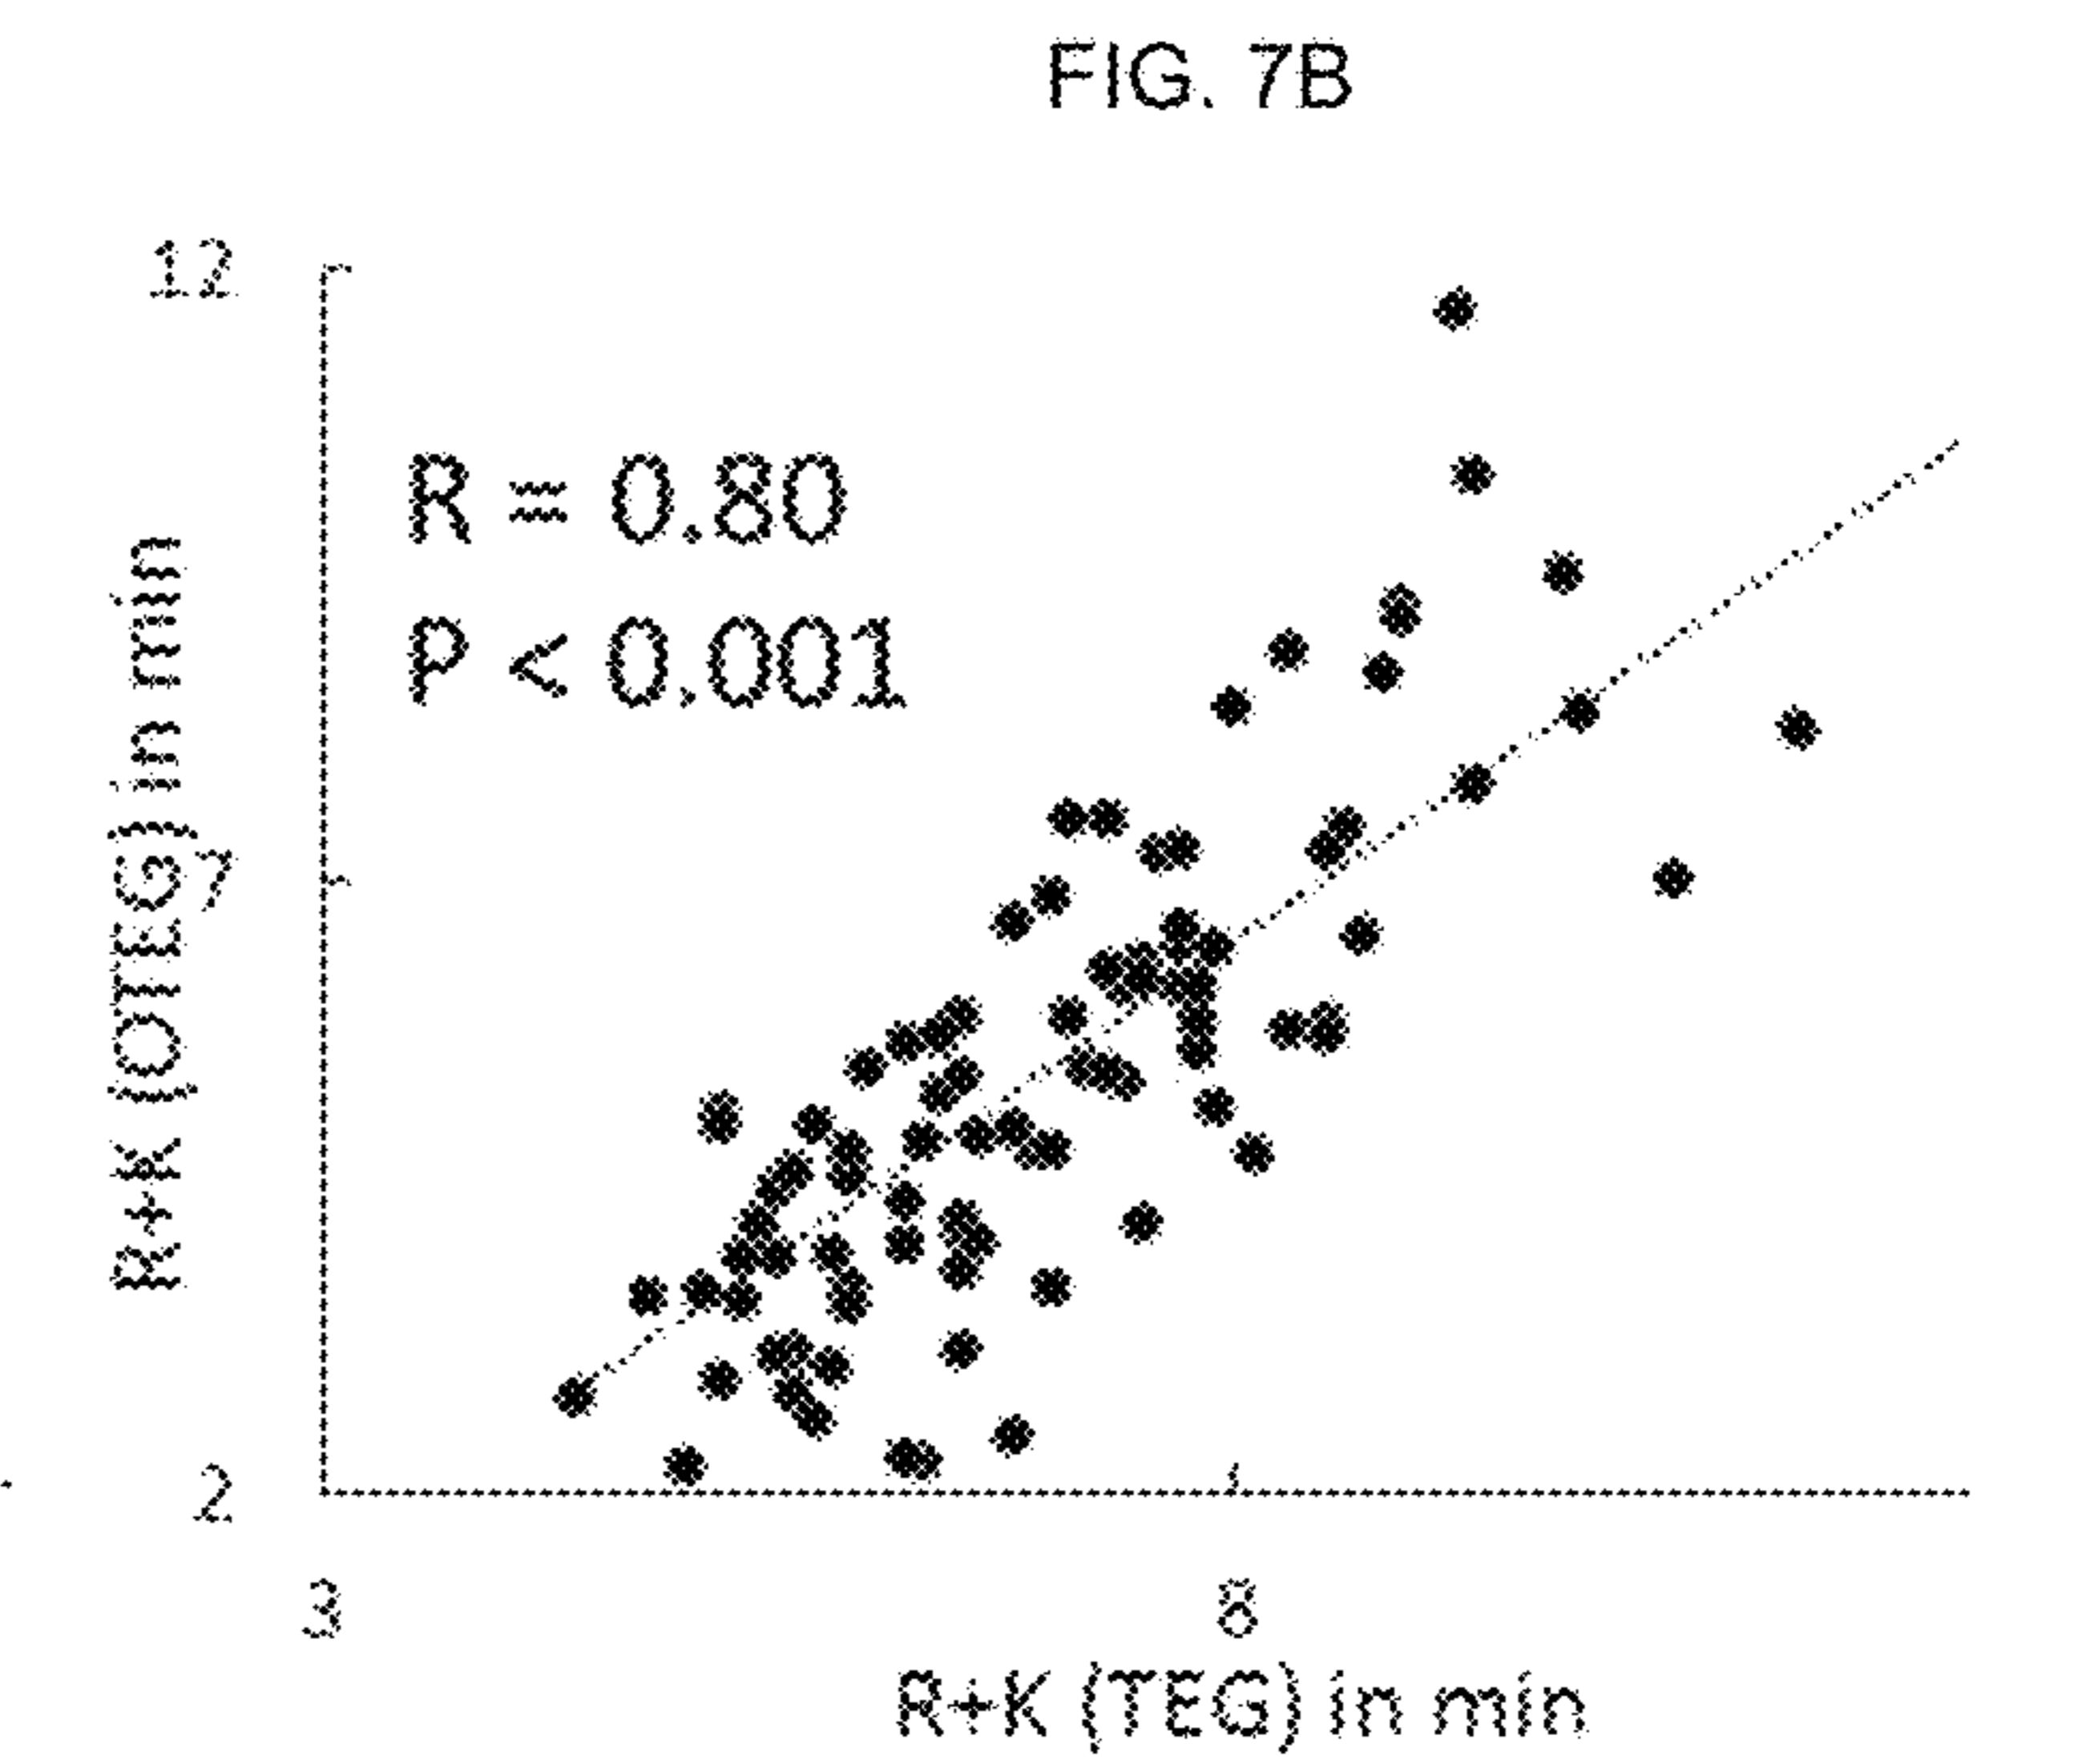 FIG. 7B
12
R = 0.80
P < 0.001
R+K (OTEG) in min
7
2
3
8
R+K (TEG) in min